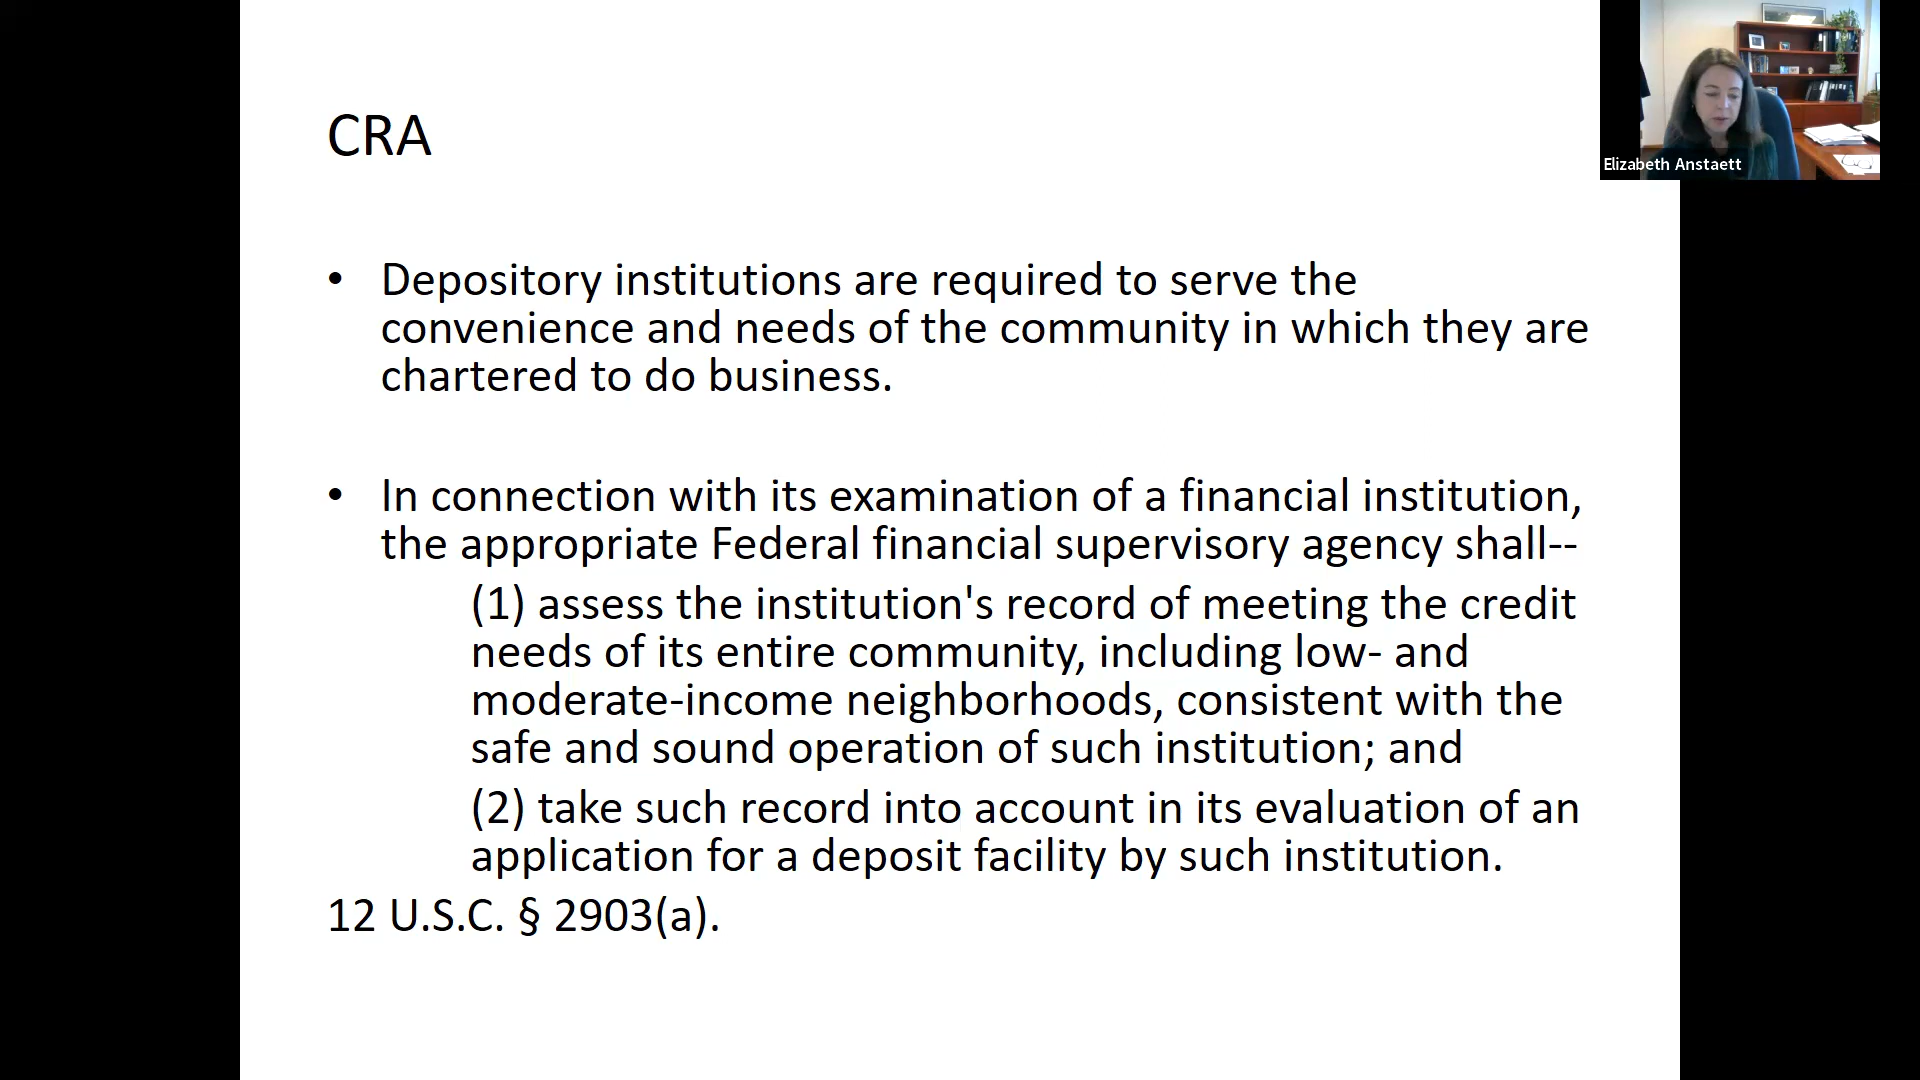 CRA
Elizabeth Anstaett
• Depository institutions are required to serve the
convenience and needs of the community in which they are
chartered to do business.
• In connection with its examination of a financial institution,
the appropriate Federal financial supervisory agency shall--
(1) assess the institution's record of meeting the credit
needs of its entire community, including low- and
moderate-income neighborhoods, consistent with the
safe and sound operation of such institution; and
(2) take such record into account in its evaluation of an
application for a deposit facility by such institution.
12 U.S.C. § 2903(a).